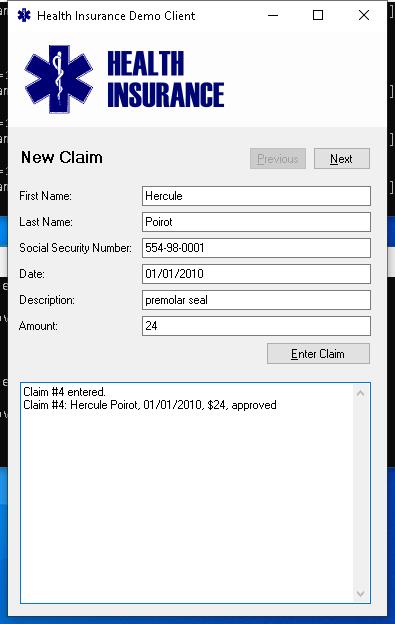 Health Insurance Demo Client
HEALTH
INSURANCE
New Claim
Previous
Next
First Name: Hercule
Last Name: Poirot
Social Security Number: 554-98-0001
Date: 01/01/2010
Description: premolar seal
Amount: 24
Enter Claim
Claim #4 entered.
Claim #4: Hercule Poirot, 01/01/2010, $24, approved